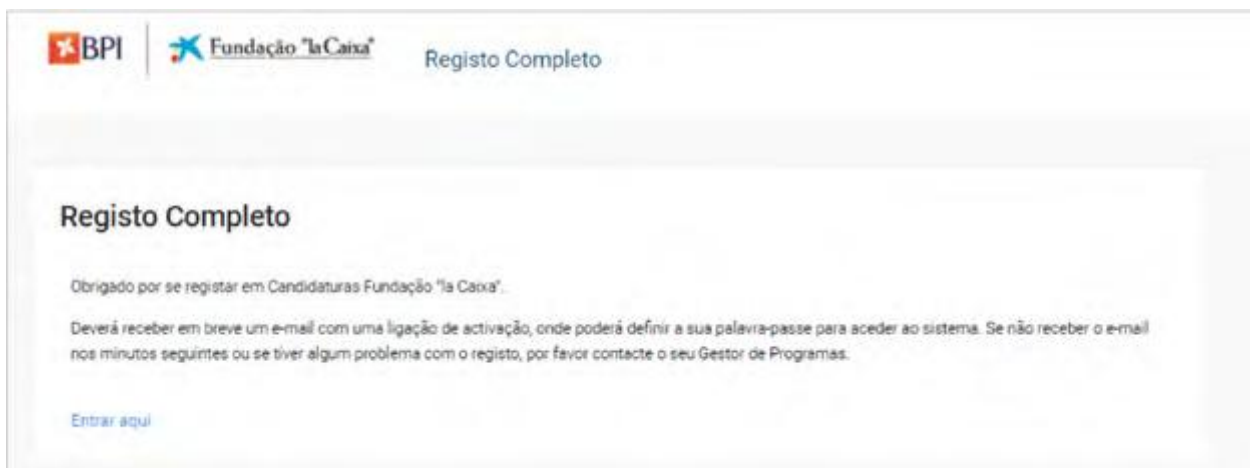 BPI
Fundação "la Caixa"
Registo Completo
Registo Completo
Obrigado por se registar em Candidaturas Fundação "la Caixa".
Deverá receber em breve um e-mail com uma ligação de activação, onde poderá definir a sua palavra-passe para aceder ao sistema. Se não receber o e-mail
nos minutos seguintes ou se tiver algum problema com o registo, por favor contacte o seu Gestor de Programas.
Entrar aqui